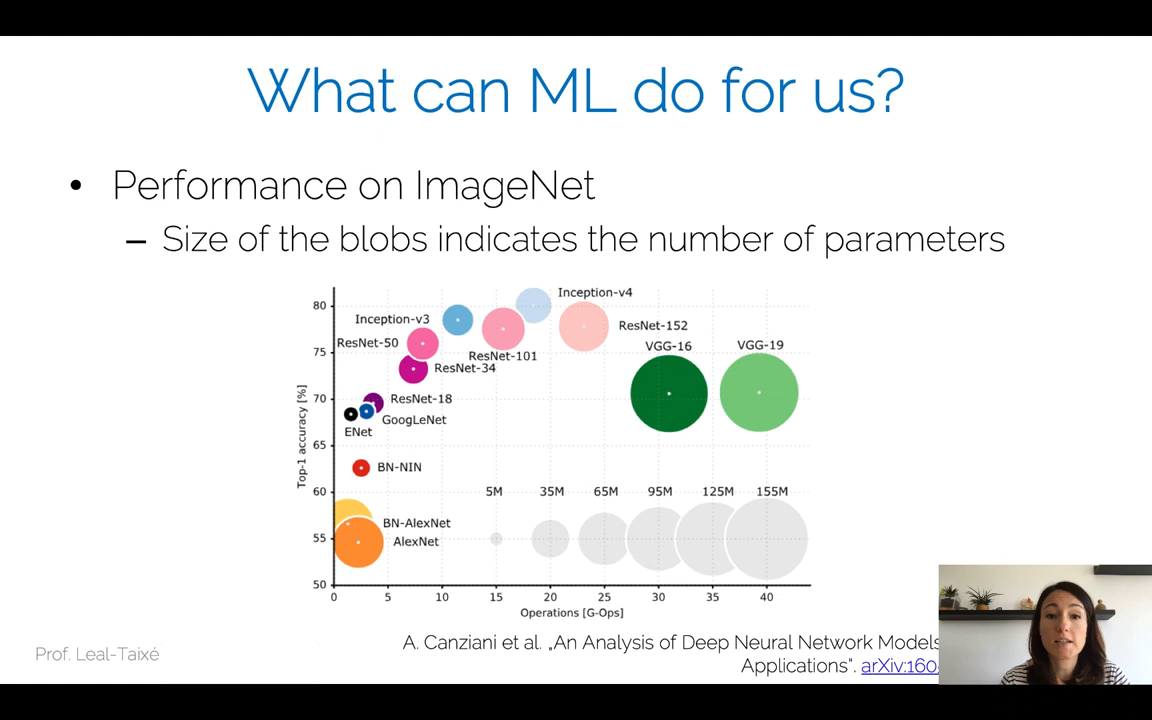 What can ML do for us?
• Performance on ImageNet
– Size of the blobs indicates the number of parameters
Top-1 accuracy [%]
80
75
70
65
60
55
50
Inception-v4
Inception-v3
ResNet-152
ResNet-50
VGG-16
VGG-19
ResNet-101
ResNet-34
ResNet-18
GoogLeNet
ENet
BN-NIN
5M 35M 65M 95M 125M 155M
BN-AlexNet
AlexNet
0 5 10 15 20 25 30 35 40
Operations [G-Ops]
A. Canziani et al. „An Analysis of Deep Neural Network Models
Prof. Leal-Taixé
Applications“. arXiv:160